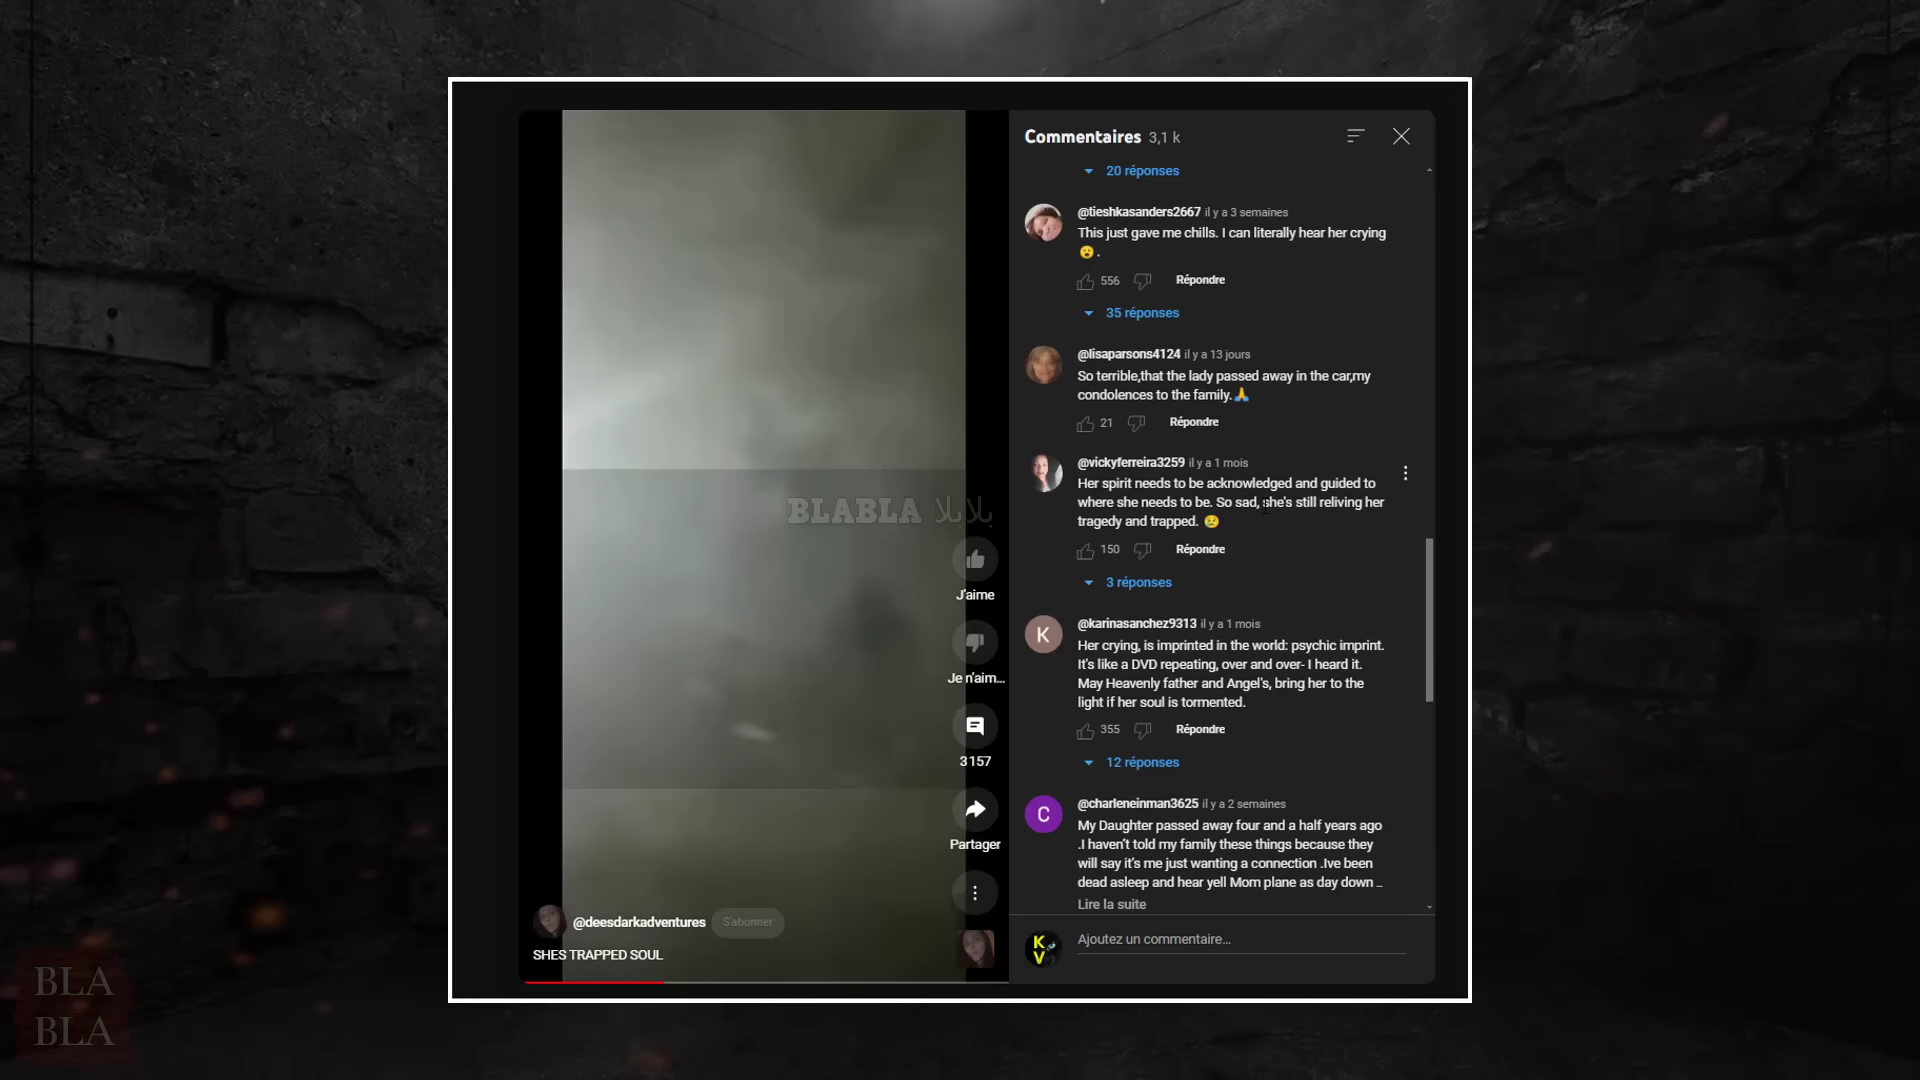 Commentaires 3,1 k
20 réponses
@tieshkasanders2667 il y a 3 semaines
This just gave me chills. I can literally hear her crying
😮 .
556 Répondre
35 réponses
@lisaparsons4124 il y a 13 jours
So terrible,that the lady passed away in the car,my
condolences to the family.🙏
21 Répondre
@vickyferreira3259 il y a 1 mois
Her spirit needs to be acknowledged and guided to
where she needs to be. So sad, she's still reliving her
tragedy and trapped. 😢
150 Répondre
3 réponses
@karinasanchez9313 il y a 1 mois
K
Her crying, is imprinted in the world: psychic imprint.
It's like a DVD repeating, over and over- I heard it.
May Heavenly father and Angel's, bring her to the
light if her soul is tormented.
355 Répondre
12 réponses
@charleneinman3625 il y a 2 semaines
C
My Daughter passed away four and a half years ago
.I haven't told my family these things because they
will say it's me just wanting a connection .Ive been
dead asleep and hear yell Mom plane as day down ...
Lire la suite
K
V
Ajoutez un commentaire...
BLABLA بلابلا
J'aime
Je n'aim...
3 157
Partager
@deesdarkadventures S'abonner
SHES TRAPPED SOUL
BLA
BLA